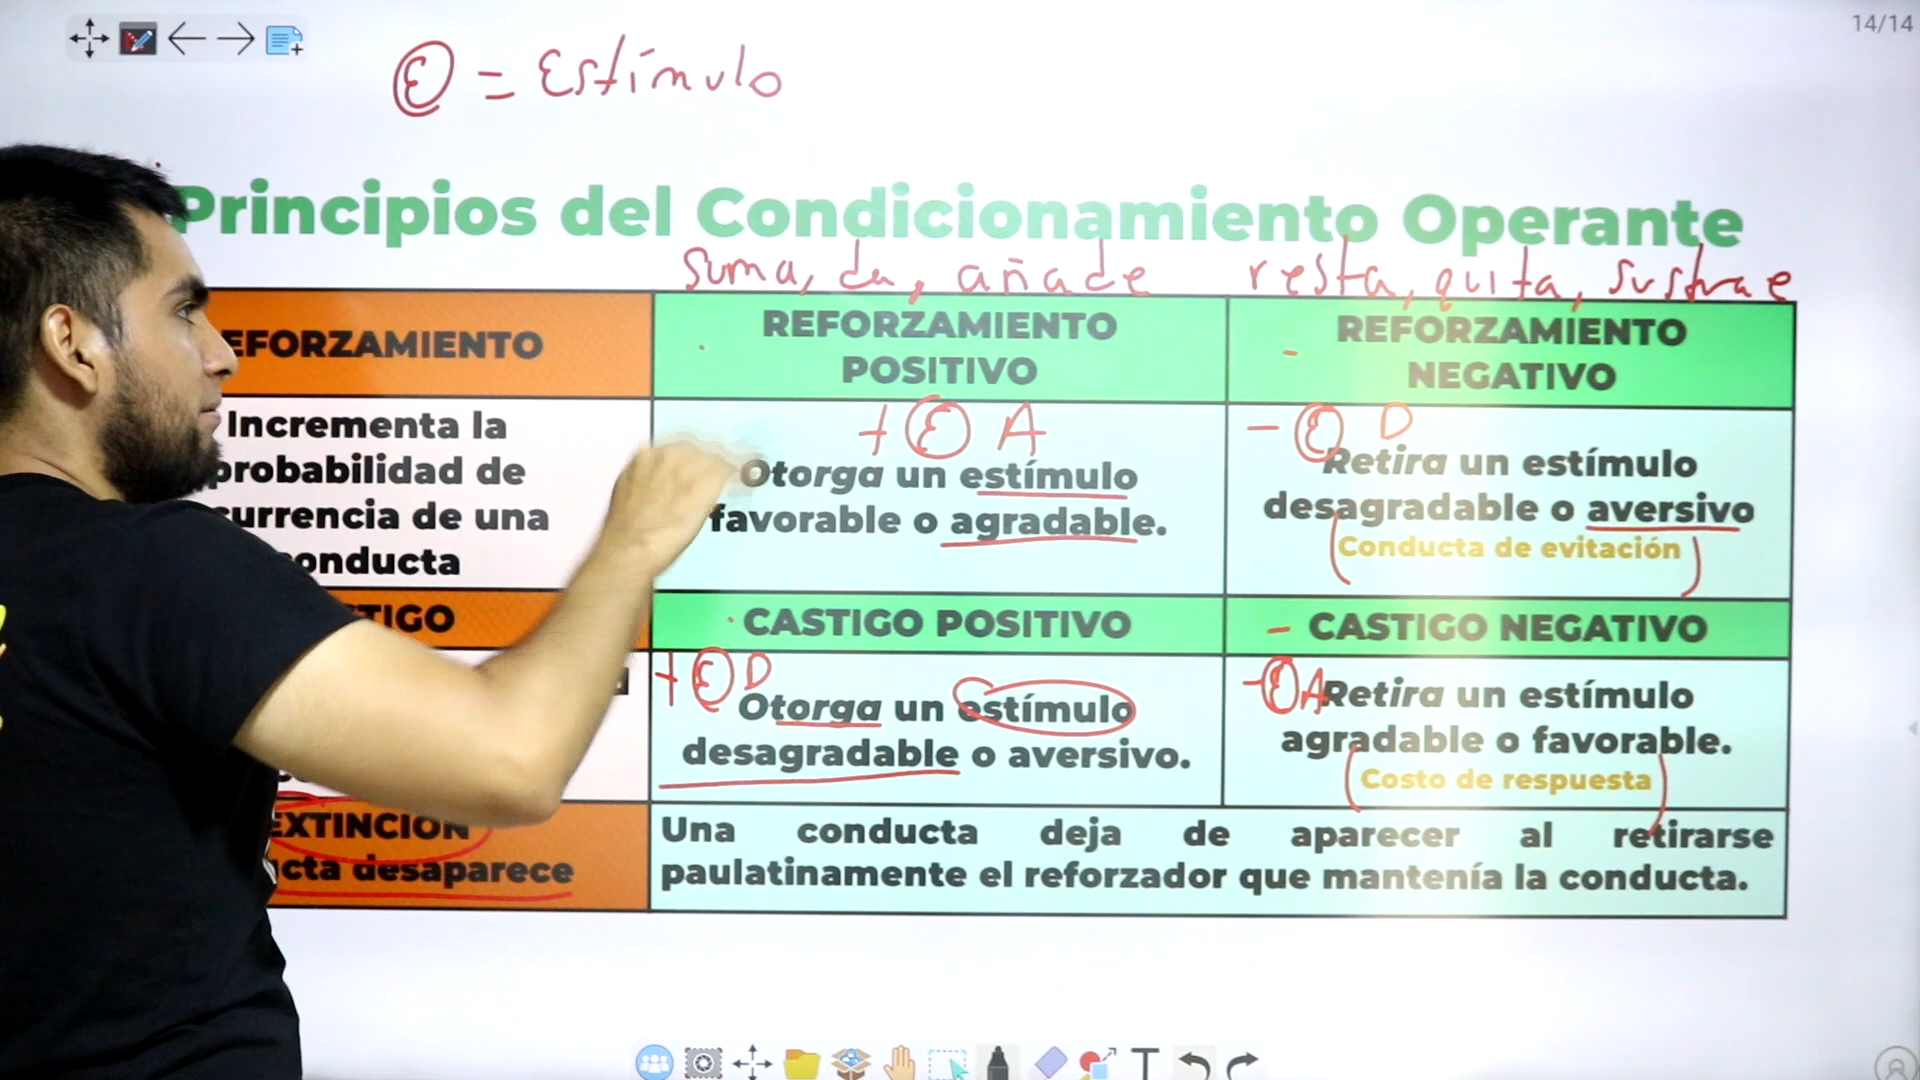 14/14
Ɛ = Estímulo
Principios del Condicionamiento Operante
suma, da, añade
resta, quita, sustrae
EFORZAMIENTO
REFORZAMIENTO
POSITIVO
REFORZAMIENTO
NEGATIVO
Incrementa la
probabilidad de
urrencia de una
onducta
+ Ɛ A
Otorga un estímulo
favorable o agradable.
- Ɛ D
Retira un estímulo
desagradable o aversivo
(Conducta de evitación)
TIGO
CASTIGO POSITIVO
- CASTIGO NEGATIVO
+ Ɛ D
Otorga un estímulo
desagradable o aversivo.
- Ɛ A
Retira un estímulo
agradable o favorable.
(Costo de respuesta)
EXTINCIÓN
cta desaparece
Una conducta deja de aparecer al retirarse
paulatinamente el reforzador que mantenía la conducta.